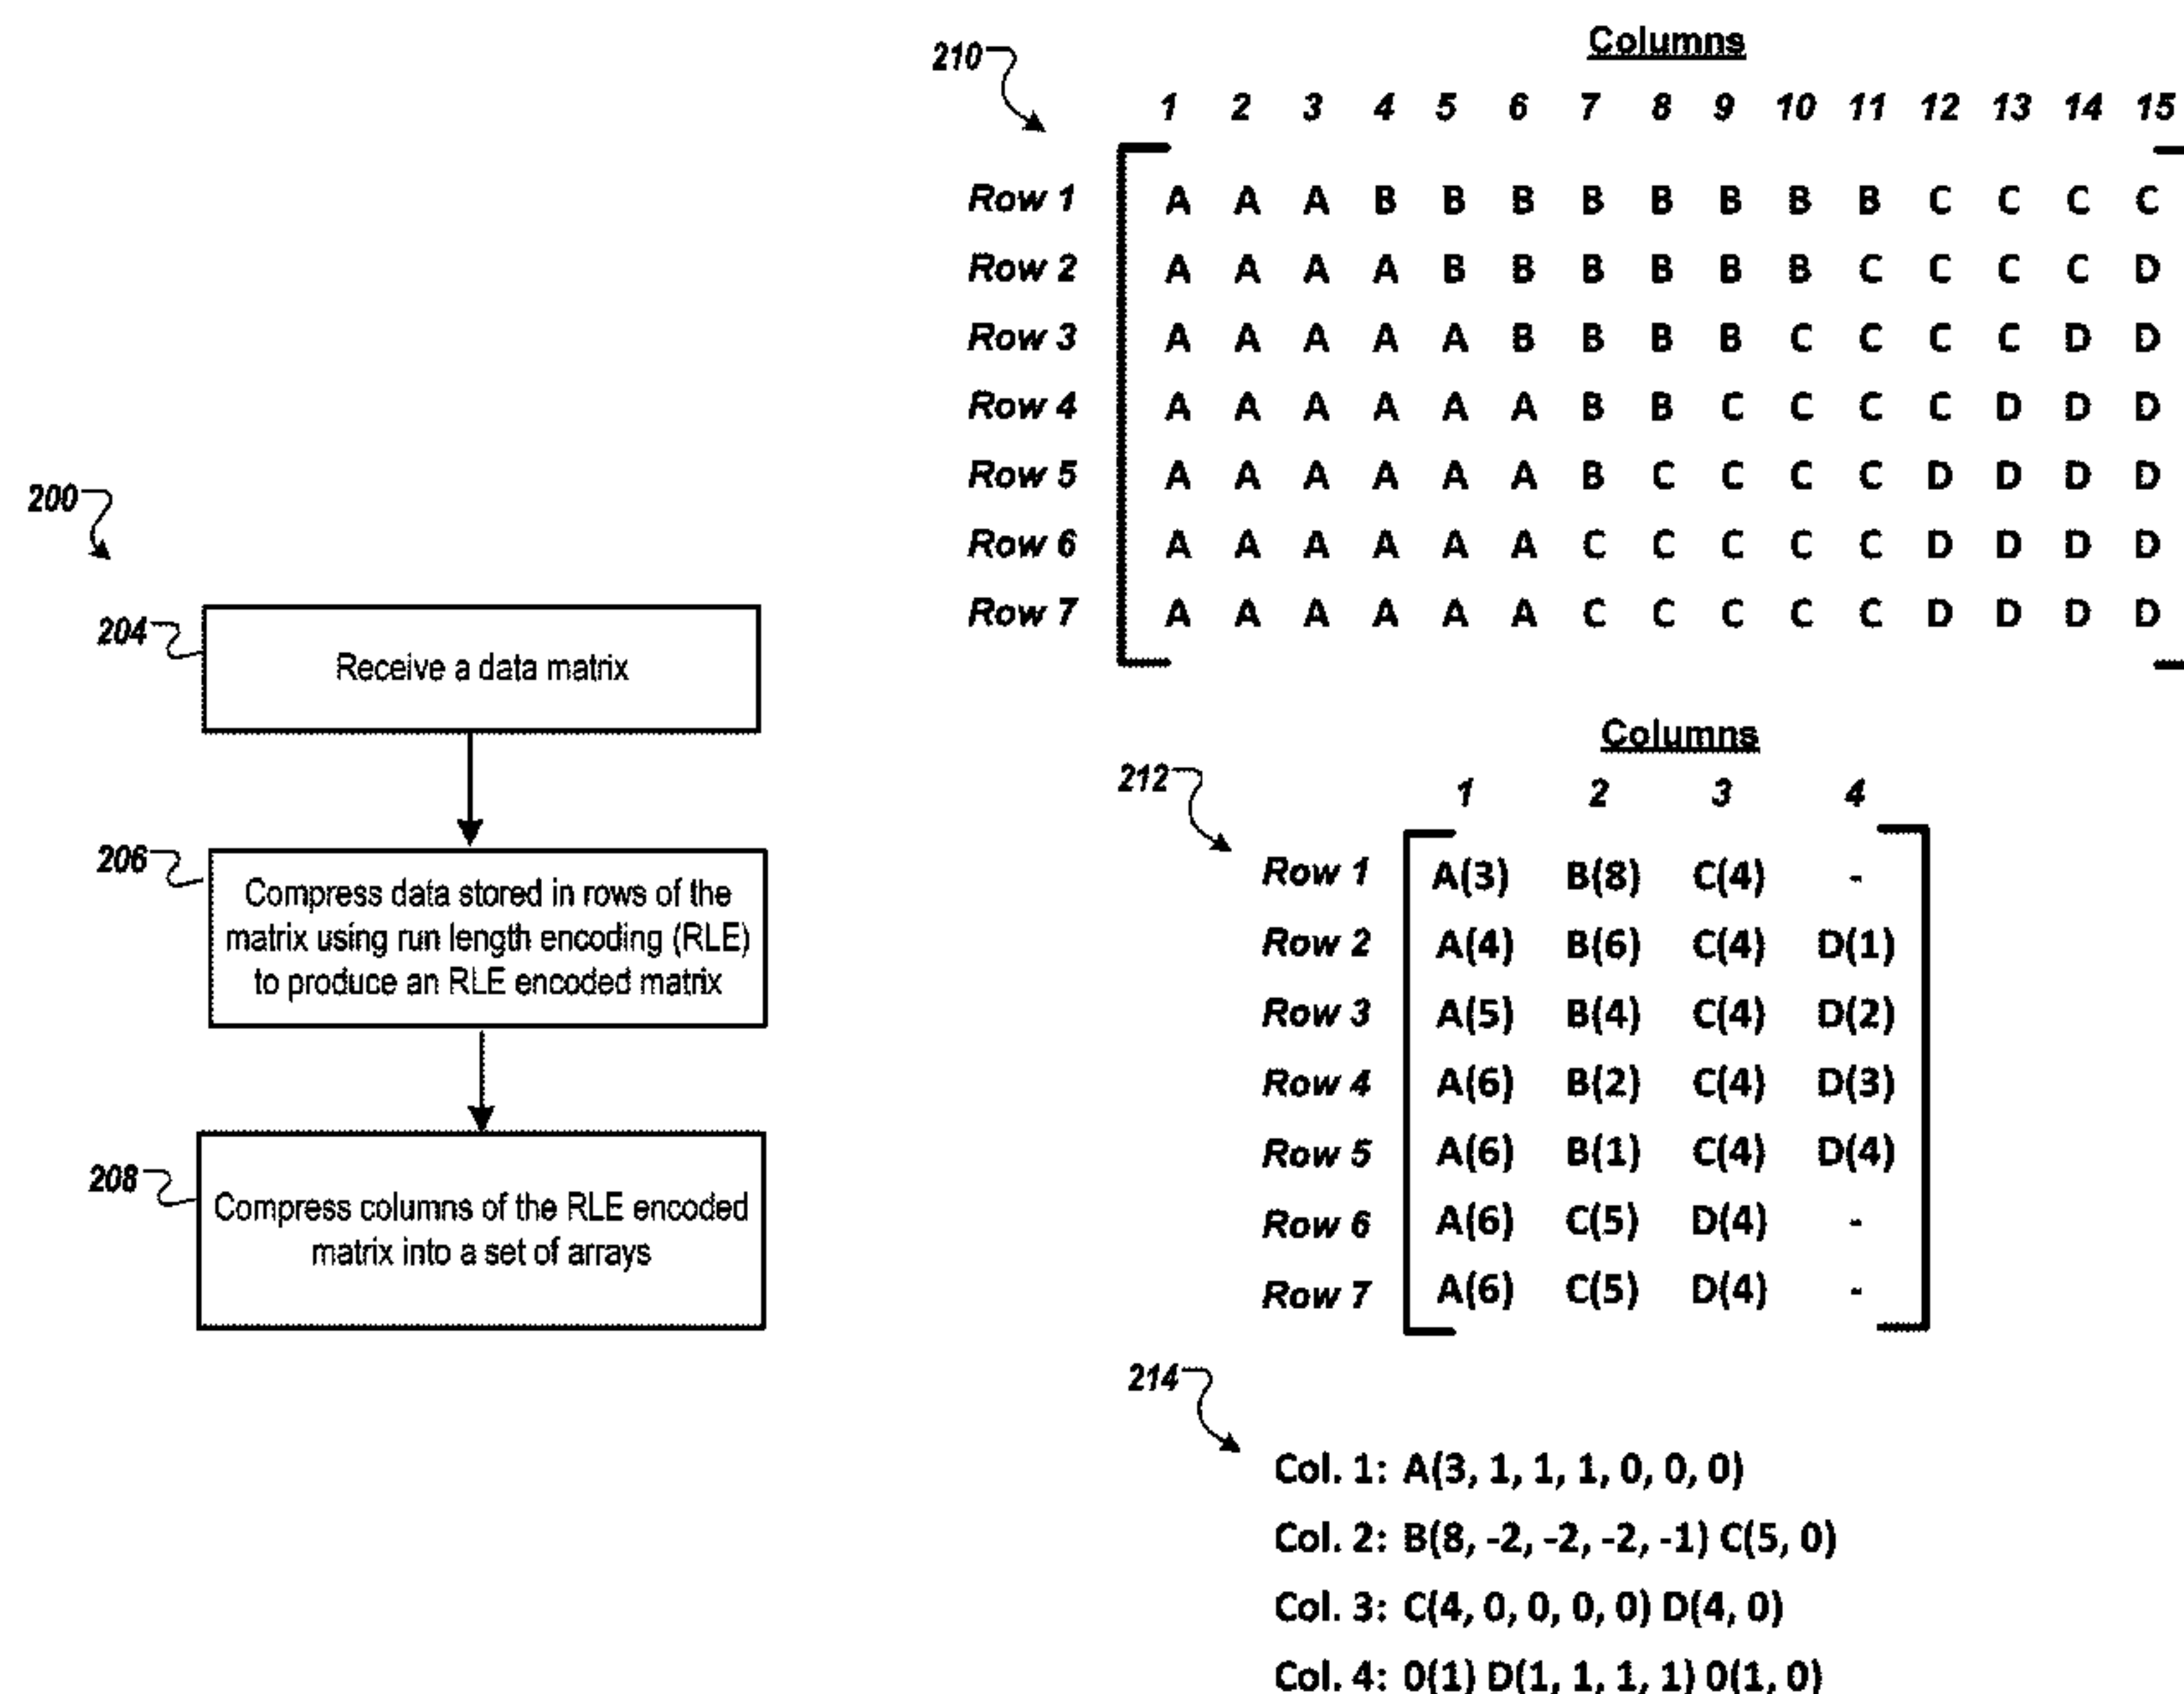 200
204
Receive a data matrix
206
Compress data stored in rows of the
matrix using run length encoding (RLE)
to produce an RLE encoded matrix
208
Compress columns of the RLE encoded
matrix into a set of arrays
210
Columns
1 2 3 4 5 6 7 8 9 10 11 12 13 14 15
Row 1 A A A B B B B B B B B C C C C
Row 2 A A A A B B B B B B C C C C D
Row 3 A A A A A B B B B C C C C D D
Row 4 A A A A A A B B C C C C D D D
Row 5 A A A A A A B C C C C D D D D
Row 6 A A A A A A C C C C C D D D D
Row 7 A A A A A A C C C C C D D D D
212
Columns
1 2 3 4
Row 1 A(3) B(8) C(4) -
Row 2 A(4) B(6) C(4) D(1)
Row 3 A(5) B(4) C(4) D(2)
Row 4 A(6) B(2) C(4) D(3)
Row 5 A(6) B(1) C(4) D(4)
Row 6 A(6) C(5) D(4) -
Row 7 A(6) C(5) D(4) -
214
Col. 1: A(3, 1, 1, 1, 0, 0, 0)
Col. 2: B(8, -2, -2, -2, -1) C(5, 0)
Col. 3: C(4, 0, 0, 0, 0) D(4, 0)
Col. 4: 0(1) D(1, 1, 1, 1) 0(1, 0)